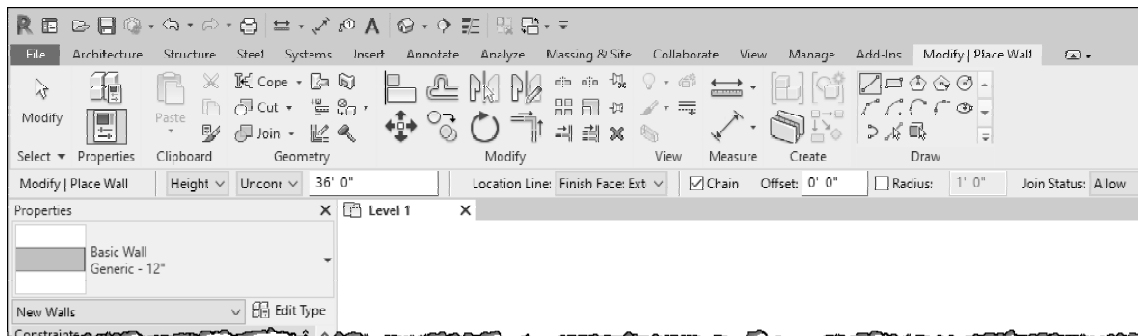 File Architecture Structure Steel Systems Insert Annotate Analyze Massing & Site Collaborate View Manage Add-Ins Modify | Place Wall
Cope
Cut
Modify Paste
Join
Select Properties Clipboard Geometry Modify View Measure Create Draw
Modify | Place Wall Height Unconr 36' 0" Location Line: Finish Face: Ext Chain Offset: 0' 0" Radius: 1' 0" Join Status: Allow
Properties Level 1
Basic Wall
Generic - 12"
New Walls Edit Type
Constraints